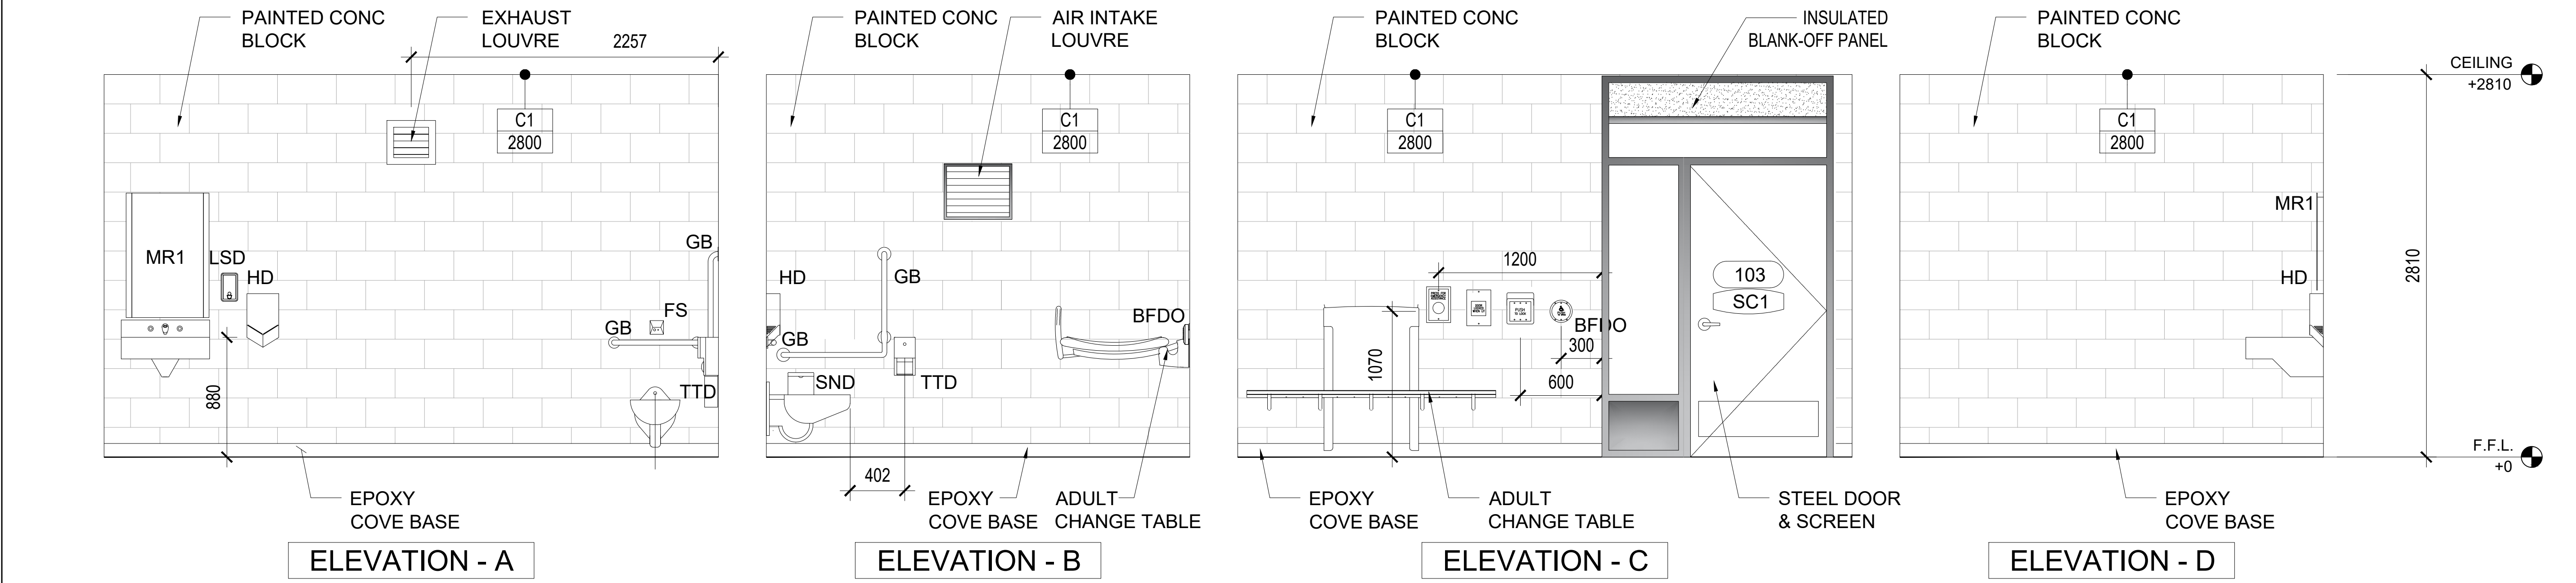 PAINTED CONC
BLOCK
EXHAUST
LOUVRE
2257
C1
2800
MR1
LSD
HD
GB
FS
GB
TTD
880
EPOXY
COVE BASE
ELEVATION - A
PAINTED CONC
BLOCK
AIR INTAKE
LOUVRE
C1
2800
HD
GB
GB
BFDO
SND
TTD
402
EPOXY
COVE BASE
ADULT
CHANGE TABLE
ELEVATION - B
PAINTED CONC
BLOCK
INSULATED
BLANK-OFF PANEL
C1
2800
1200
PUSH
TO LOCK
BFDO
300
1070
600
103
SC1
EPOXY
COVE BASE
ADULT
CHANGE TABLE
STEEL DOOR
& SCREEN
ELEVATION - C
PAINTED CONC
BLOCK
C1
2800
MR1
HD
EPOXY
COVE BASE
ELEVATION - D
CEILING
+2810
2810
F.F.L.
+0